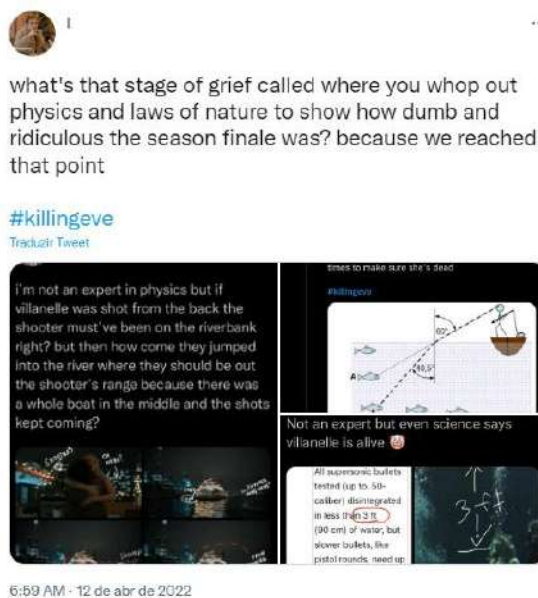 what's that stage of grief called where you whop out
physics and laws of nature to show how dumb and
ridiculous the season finale was? because we reached
that point
#killingeve
Traduzir Tweet
i'm not an expert in physics but if
villanelle was shot from the back the
shooter must've been on the riverbank
right? but then how come they jumped
into the river where they should be out
the shooter's range because there was
a whole boat in the middle and the shots
kept coming?
times to make sure she's dead
#killingeve
60°
A
Not an expert but even science says
villanelle is alive 🤡
All supersonic bullets
tested (up to .50-
caliber) disintegrated
in less than 3 ft
(90 cm) of water, but
slower bullets, like
pistol rounds, need up
3 ft
6:59 AM · 12 de abr de 2022